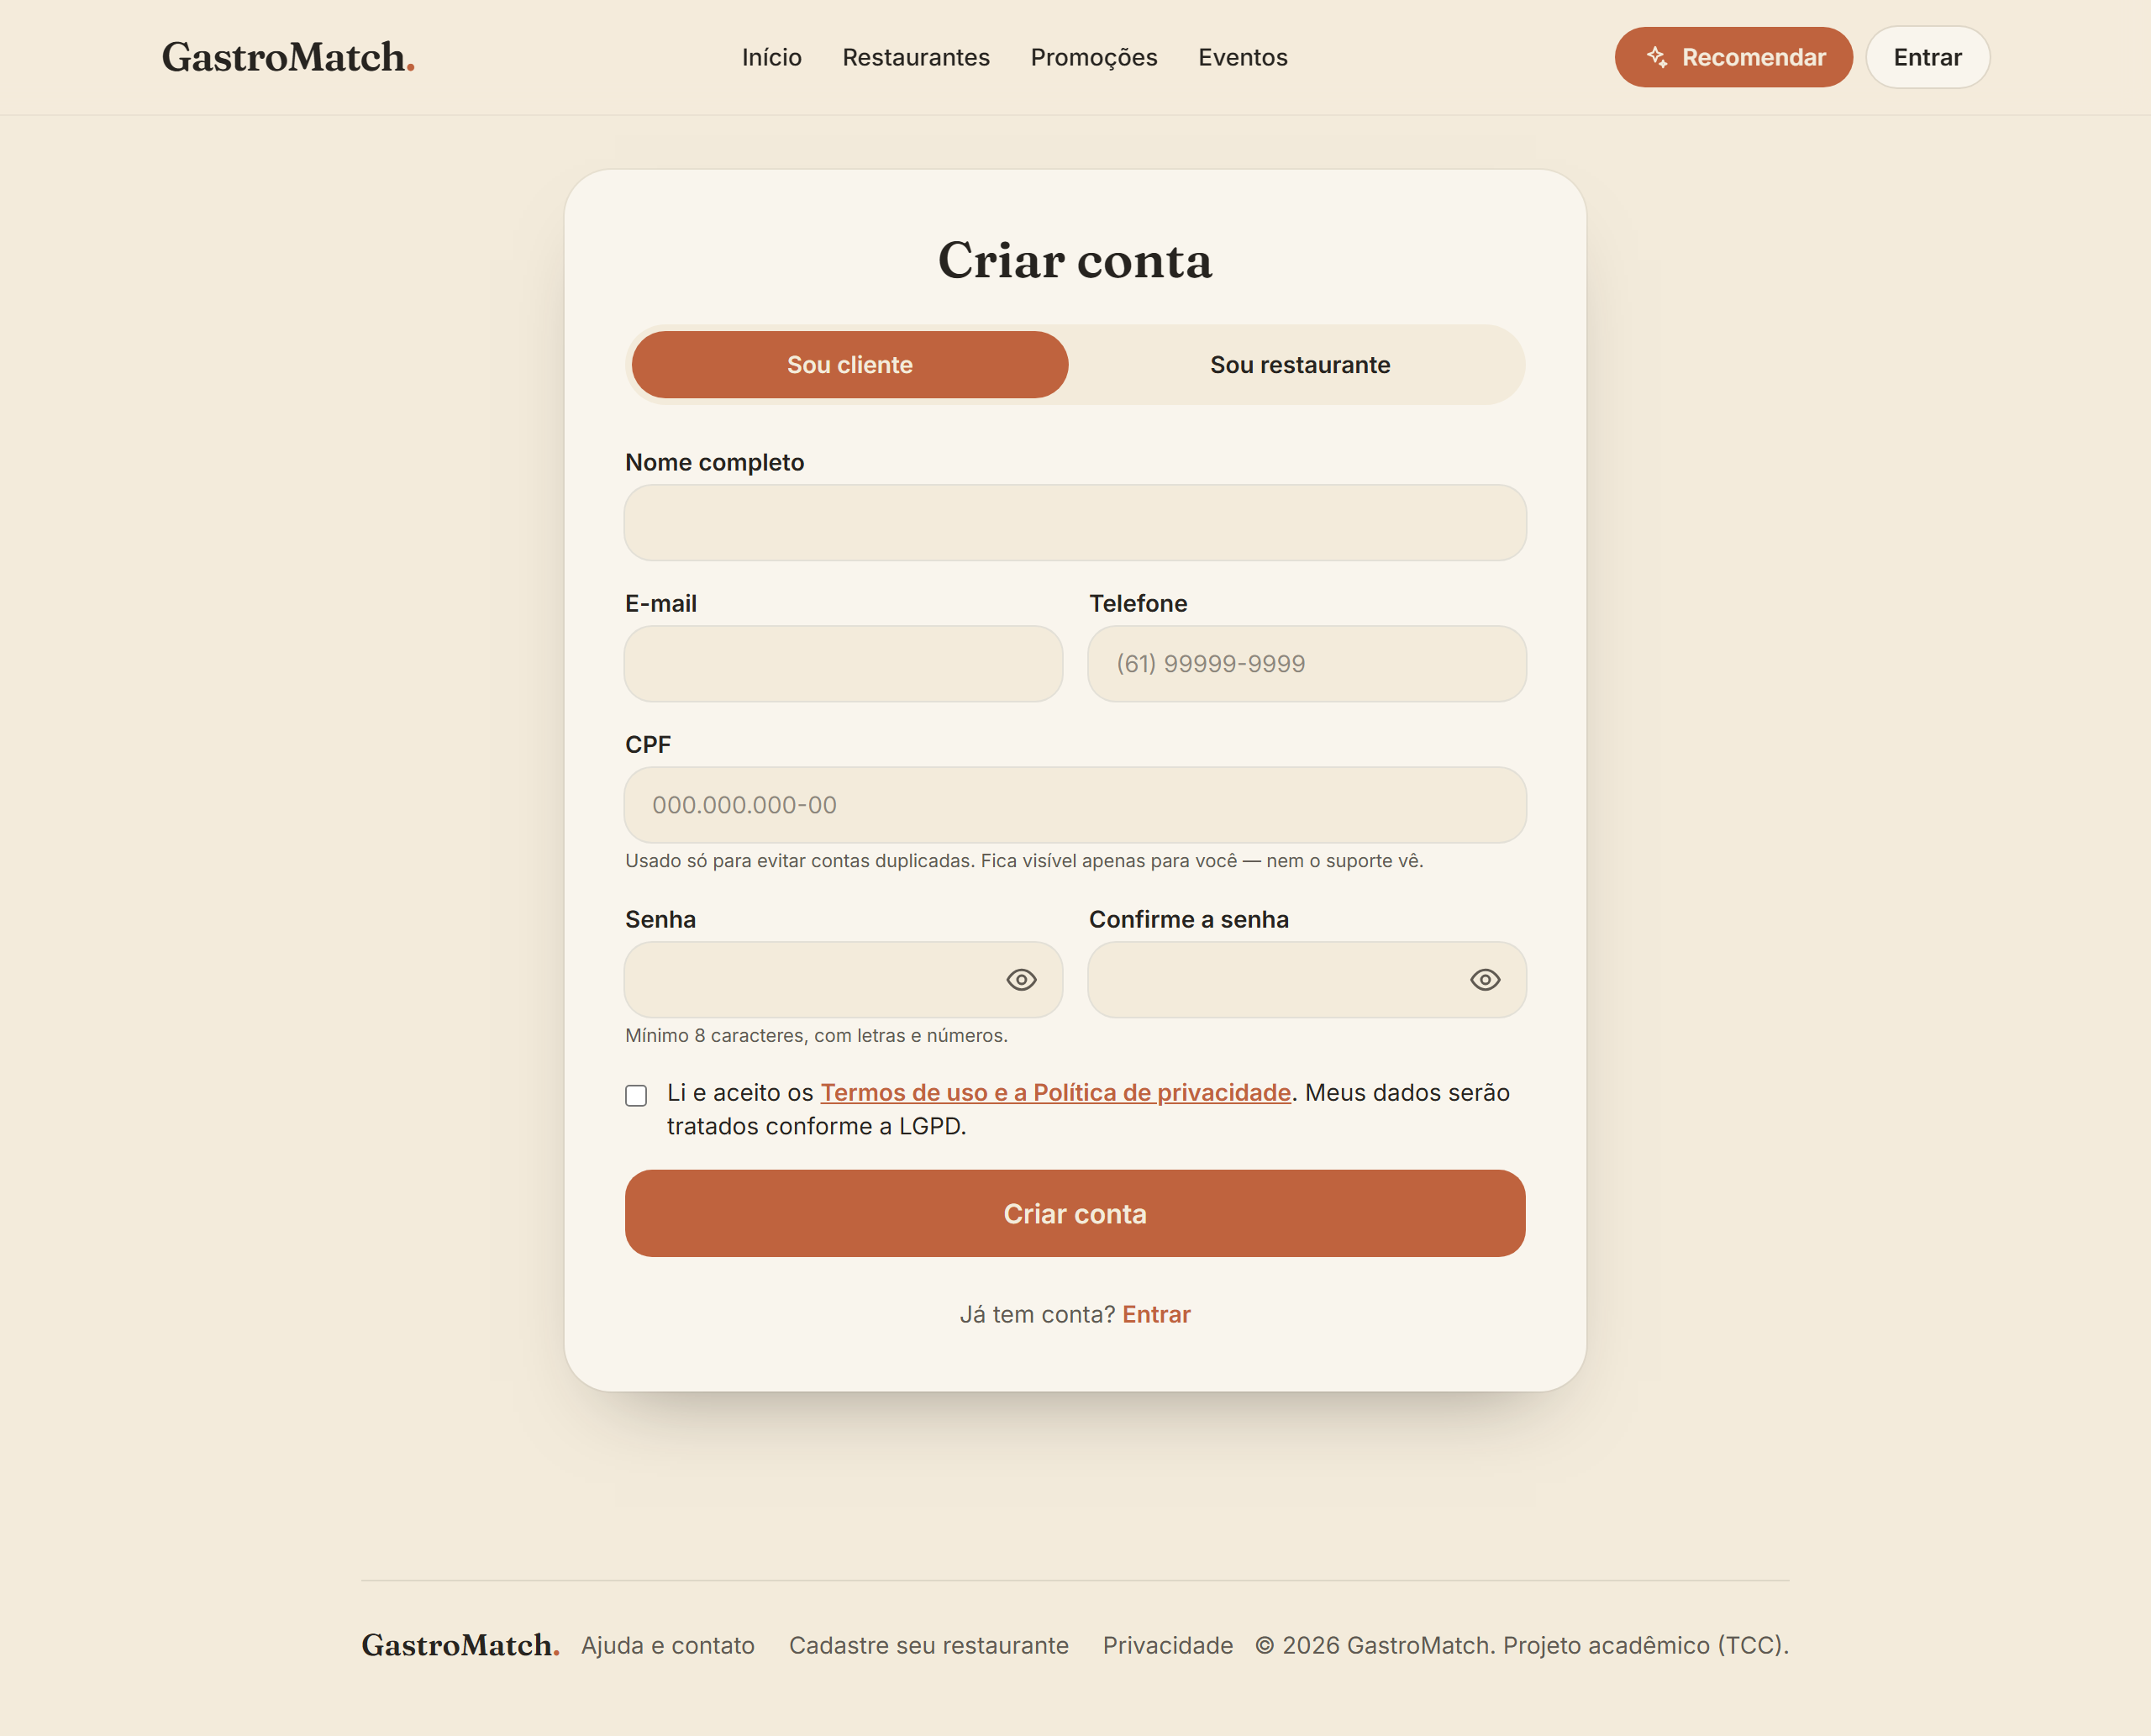 GastroMatch.
Início
Restaurantes
Promoções
Eventos
Recomendar
Entrar
Criar conta
Sou cliente
Sou restaurante
Nome completo
E-mail
Telefone
(61) 99999-9999
CPF
000.000.000-00
Usado só para evitar contas duplicadas. Fica visível apenas para você — nem o suporte vê.
Senha
Confirme a senha
Mínimo 8 caracteres, com letras e números.
Li e aceito os Termos de uso e a Política de privacidade. Meus dados serão
tratados conforme a LGPD.
Criar conta
Já tem conta? Entrar
GastroMatch.
Ajuda e contato
Cadastre seu restaurante
Privacidade
© 2026 GastroMatch. Projeto acadêmico (TCC).